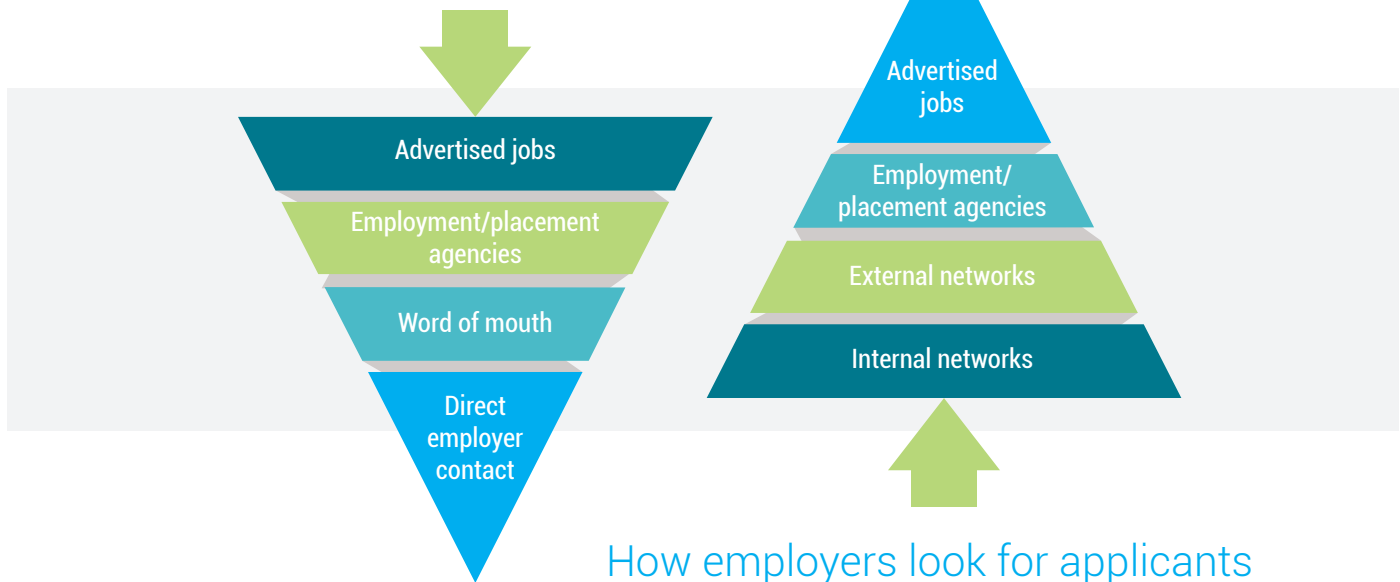 Advertised jobs
Employment/placement
agencies
Word of mouth
Direct
employer
contact
Advertised
jobs
Employment/
placement agencies
External networks
Internal networks
How employers look for applicants